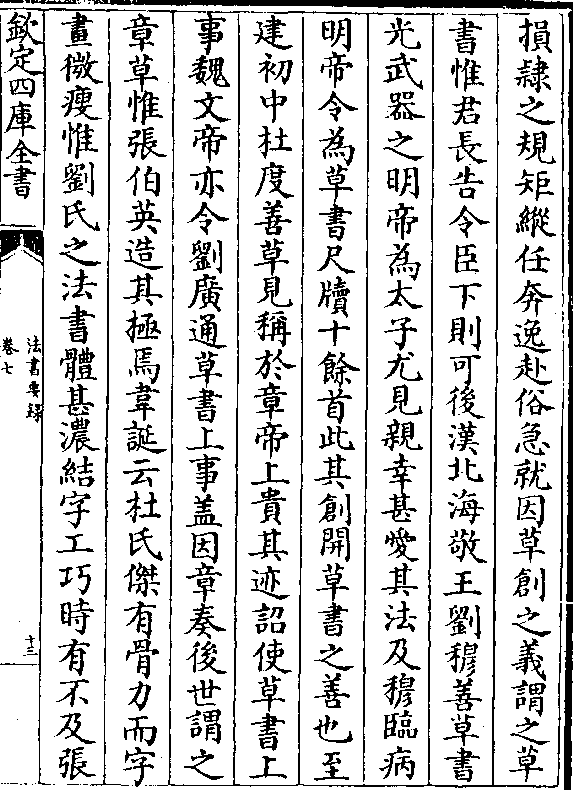 損隸之規矩縱任奔逸赴俗急就因草創之義謂之草
書惟君長告令臣下則可後漢北海敬王劉穆善草書
光武器之明帝為太子尤見親幸甚愛其法及穆臨病
明帝令為草書尺牘十餘首此其創開草書之善也至
建初中杜度善草見稱於章帝上貴其迹詔使草書上
事魏文帝亦令劉廣通草書上事盖因章奏後世謂之
章草惟張伯英造其極焉韋誕云杜氏傑有骨力而字
畫微瘦惟劉氏之法書體甚濃結字工巧時有不及張
欽定四庫全書
法書要録
卷七
十三